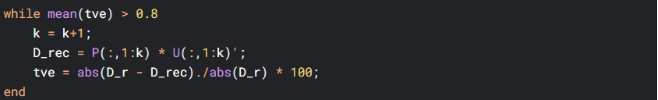 while mean(tve) > 0.8
    k = k+1;
    D_rec = P(:,1:k) * U(:,1:k)';
    tve = abs(D_r - D_rec)./abs(D_r) * 100;
end